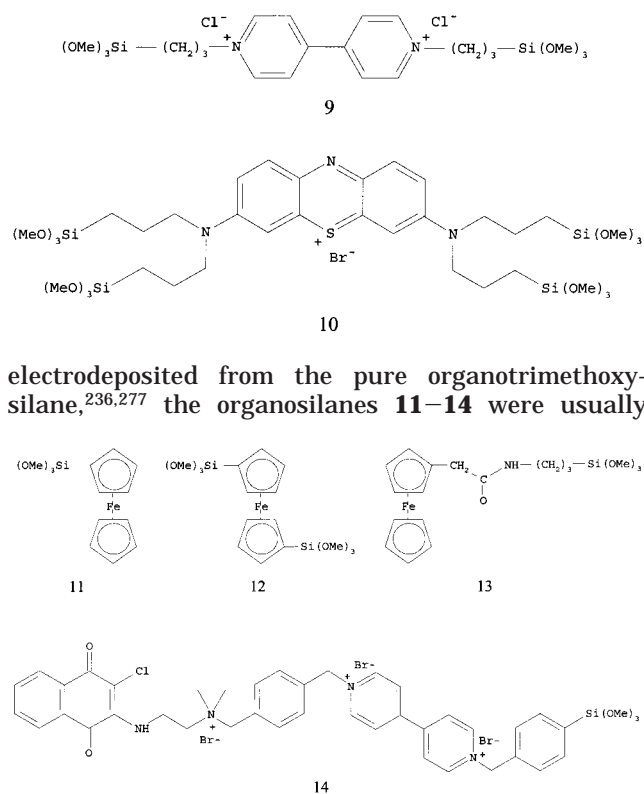 Cl⁻ Cl⁻
(OMe)₃Si—(CH₂)₃ N + N + (CH₂)₃—Si(OMe)₃
9
N
(MeO)₃Si N S N Si(OMe)₃
+
Br⁻
(MeO)₃Si Si(OMe)₃
10
electrodeposited from the pure organotrimethoxy-
silane,²³⁶,²⁷⁷ the organosilanes 11−14 were usually
(OMe)₃Si (OMe)₃Si CH₂ C NH—(CH₂)₃—Si(OMe)₃
O
Fe Fe Fe
Si(OMe)₃
11 12 13
O Cl Br-
N +
NH N + Si(OMe)₃
Br- Br-
O N +
14